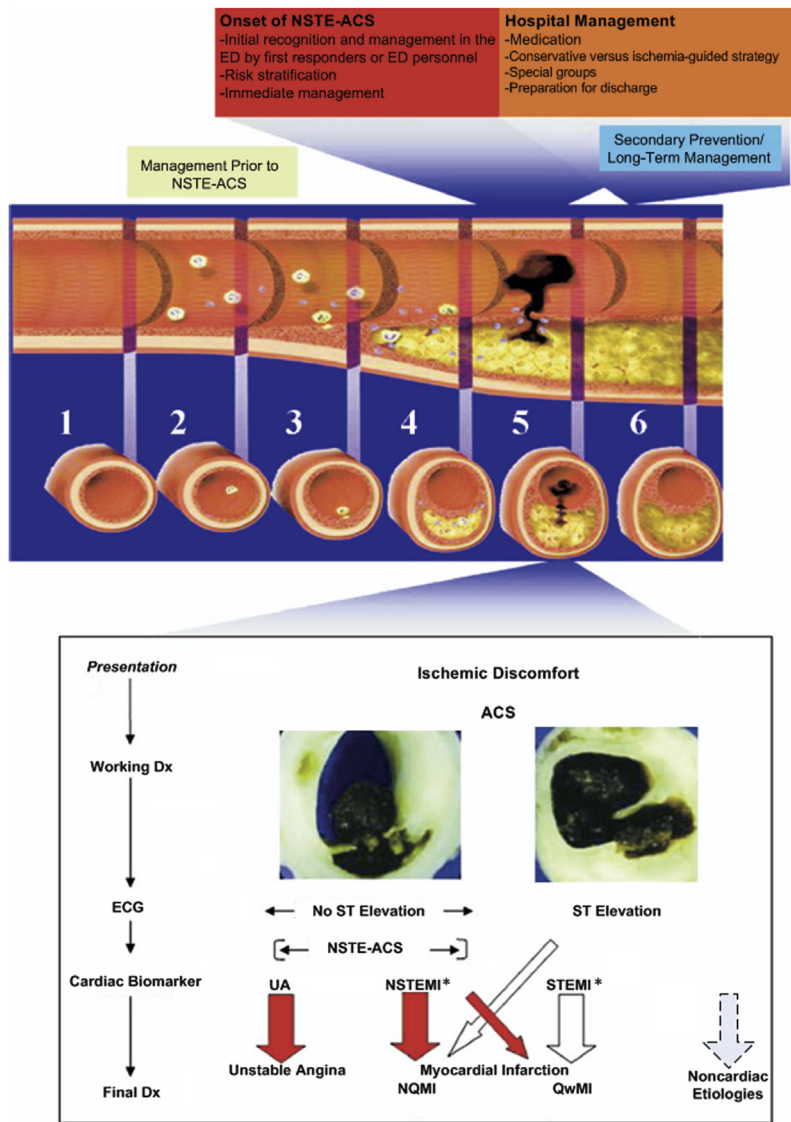 Onset of NSTE-ACS
-Initial recognition and management in the
ED by first responders or ED personnel
-Risk stratification
-Immediate management
Hospital Management
-Medication
-Conservative versus ischemia-guided strategy
-Special groups
-Preparation for discharge
Secondary Prevention/
Long-Term Management
Management Prior to
NSTE-ACS
1
2
3
4
5
6
Presentation
Ischemic Discomfort
ACS
Working Dx
ECG
No ST Elevation
ST Elevation
NSTE-ACS
Cardiac Biomarker
UA
NSTEMI*
STEMI*
Unstable Angina
Myocardial Infarction
Noncardiac
Etiologies
Final Dx
NQMI
QwMI